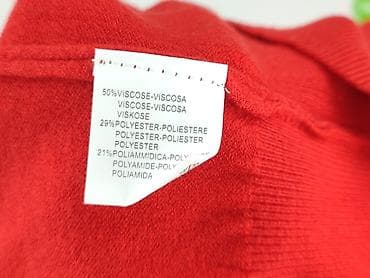 50%VISCOSE-VISCOSA
VISCOSE-VISCOSA
VISKOSE
29%POLYESTER-POLIESTERE
POLYESTER-POLIESTER
POLYESTER
21%POLIAMMIDICA-POLY
POLYAMIDE-POLY
POLIAMIDA